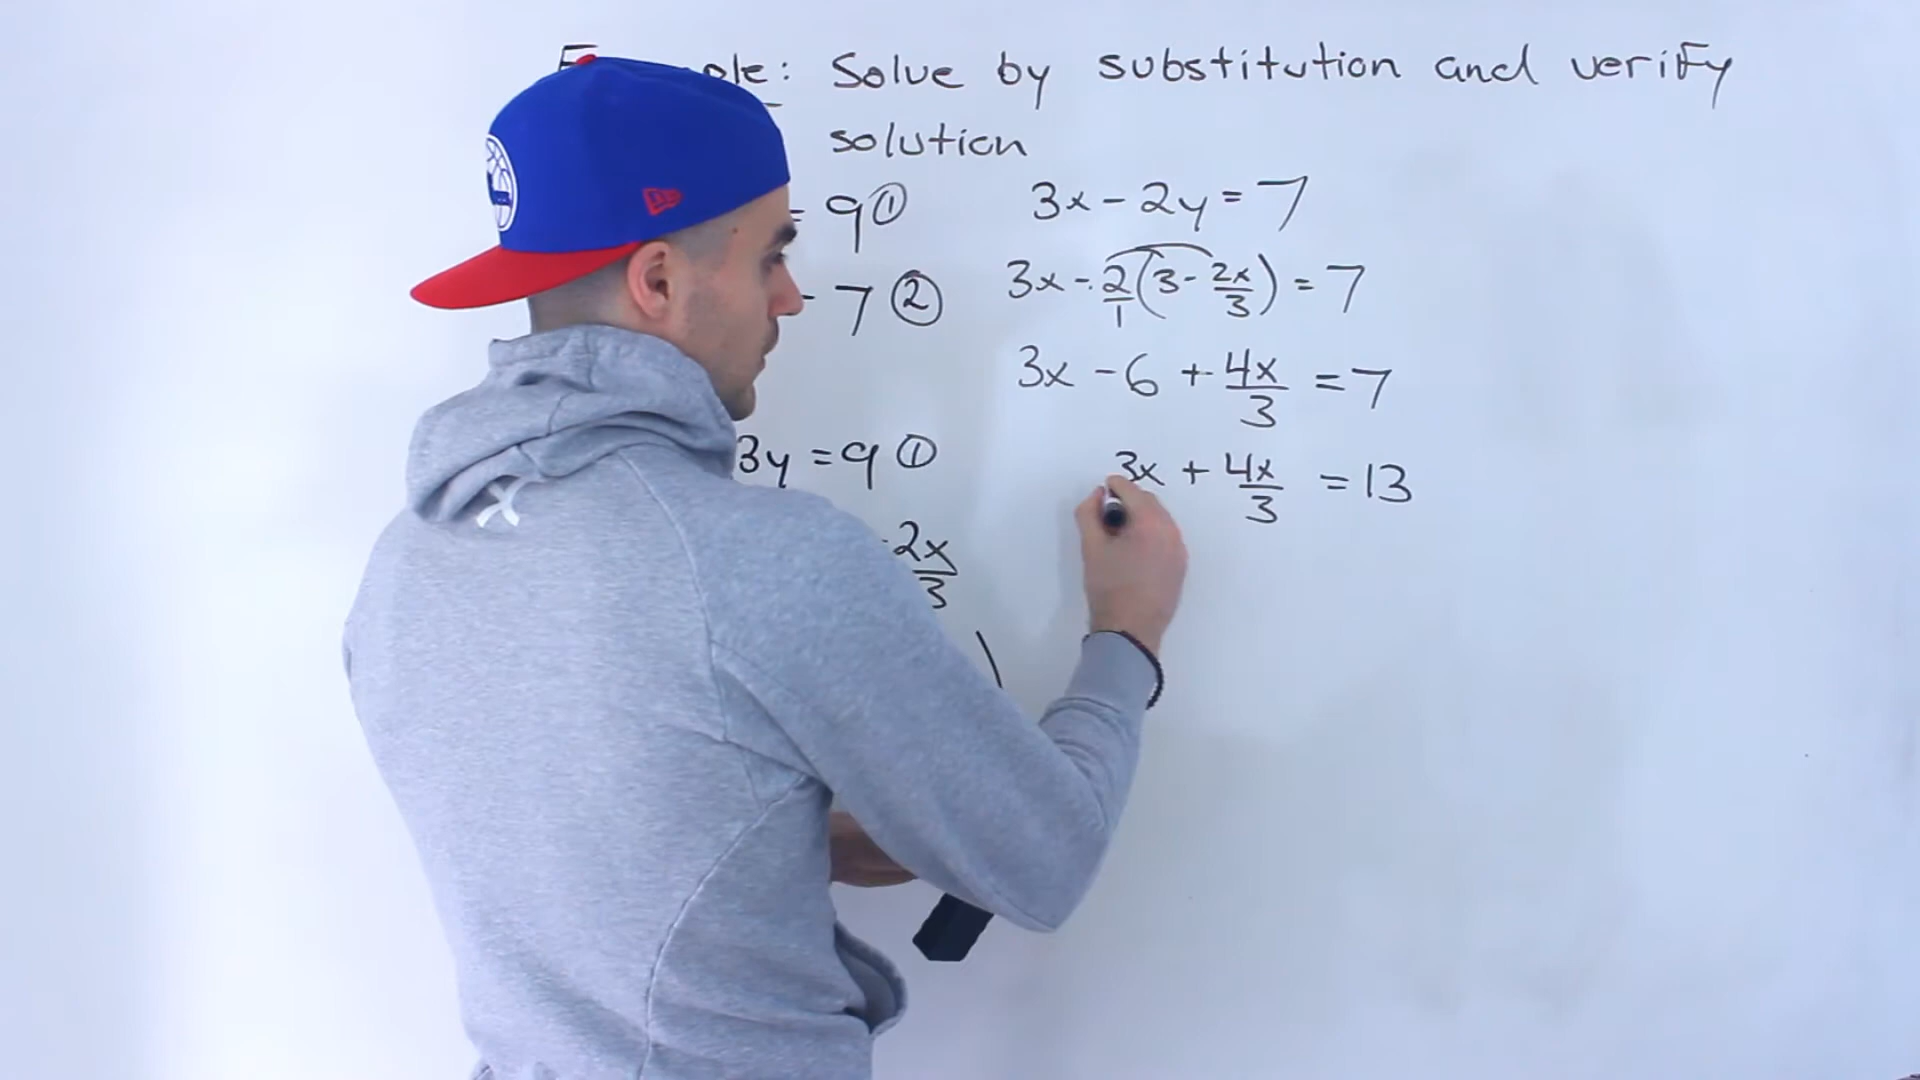 Solve by substitution and verify
solution
= 9 ①
7 ②
3y = 9 ①
2x/3
3x - 2y = 7
3x - 2/1 (3 - 2x/3) = 7
3x - 6 + 4x/3 = 7
3x + 4x/3 = 13